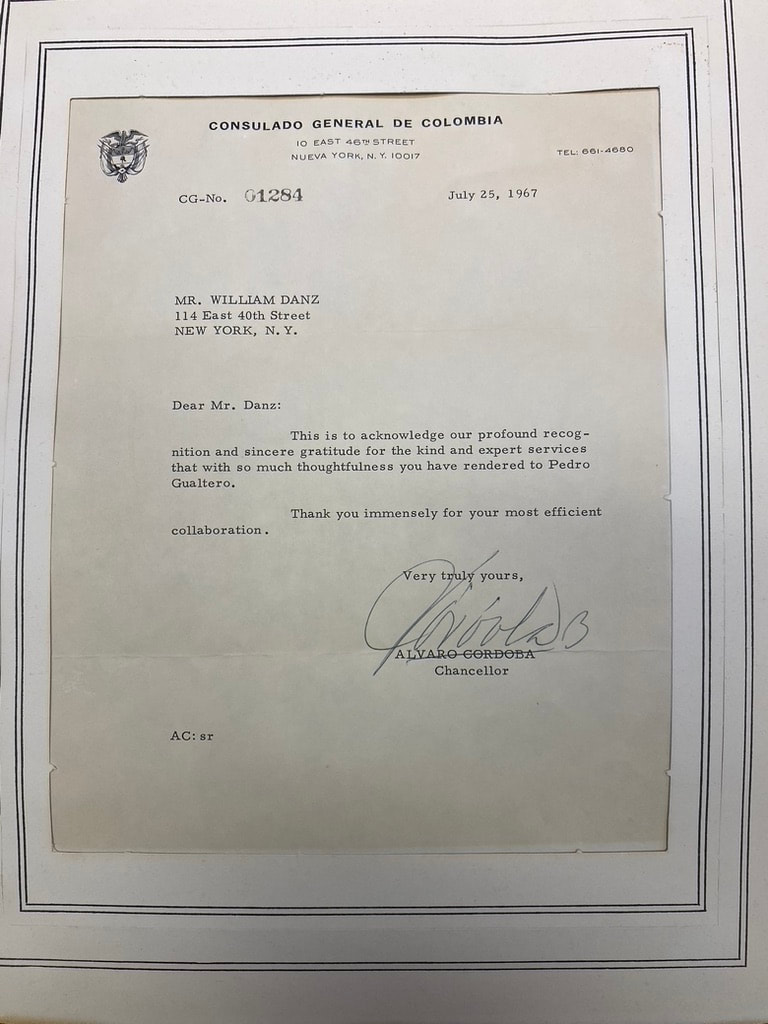 CONSULADO GENERAL DE COLOMBIA
10 EAST 46TH STREET
NUEVA YORK, N. Y. 10017
TEL: 661-4680
CG-No. 01284
July 25, 1967
MR. WILLIAM DANZ
114 East 40th Street
NEW YORK, N. Y.
Dear Mr. Danz:
This is to acknowledge our profound recog-
nition and sincere gratitude for the kind and expert services
that with so much thoughtfulness you have rendered to Pedro
Gualtero.
Thank you immensely for your most efficient
collaboration.
Very truly yours,
ALVARO CORDOBA
Chancellor
AC: sr